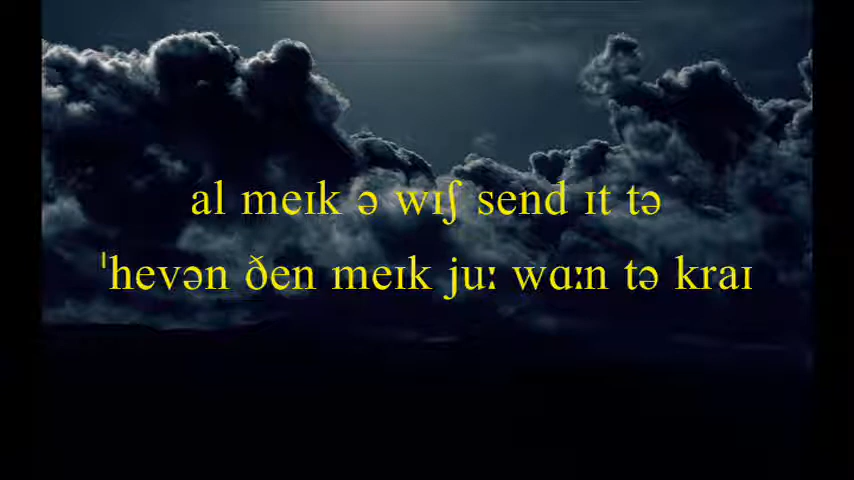 al meɪk ə wɪʃ send ɪt tə
ˈhevən ðen meɪk juː wɑːn tə kraɪ